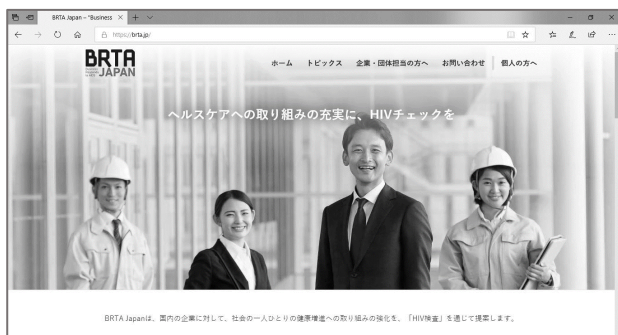 BRTA Japan – "Business
https://brta.jp/
BRTA
JAPAN
ホーム トピックス 企業・団体担当の方へ お問い合わせ 個人の方へ
ヘルスケアへの取り組みの充実に、HIVチェックを
BRTA Japanは、国内の企業に対して、社会の一人ひとりの健康増進への取り組みの強化を、「HIV検査」を通じて提案します。